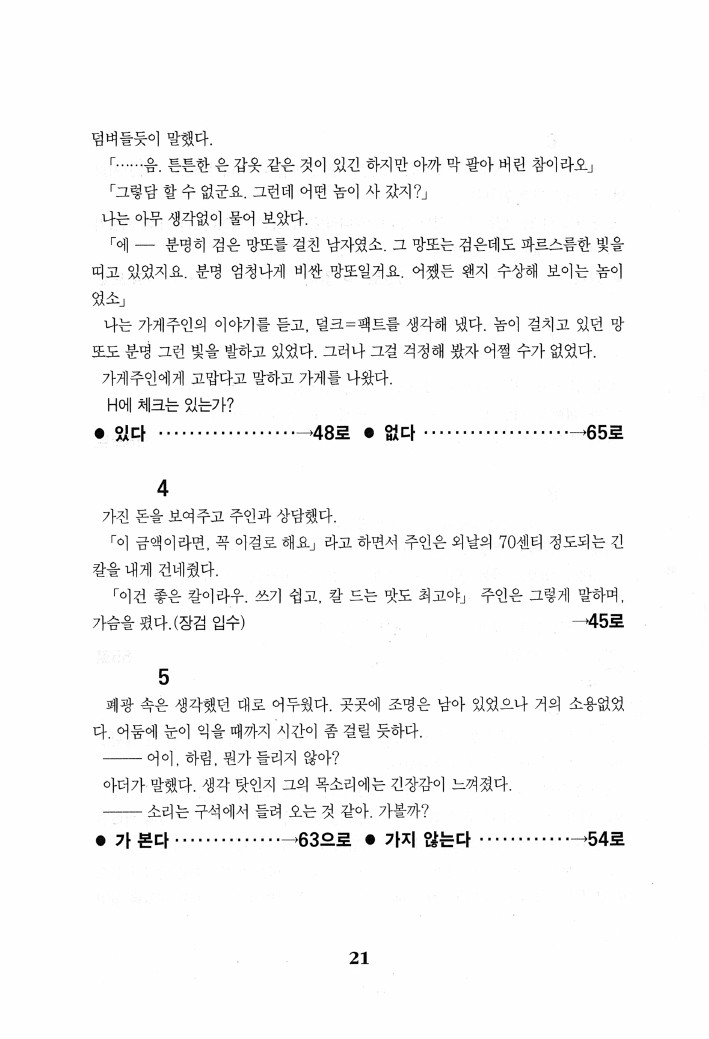 덤벼들듯이 말했다.
「……음. 튼튼한 은 갑옷 같은 것이 있긴 하지만 아까 막 팔아 버린 참이라오」
「그렇담 할 수 없군요. 그런데 어떤 놈이 사 갔지?」
나는 아무 생각없이 물어 보았다.
「에 ── 분명히 검은 망또를 걸친 남자였소. 그 망또는 검은데도 파르스름한 빛을
띠고 있었지요. 분명 엄청나게 비싼 망또일거요. 어쨌든 왠지 수상해 보이는 놈이
었소」
나는 가게주인의 이야기를 듣고, 덜크=팩트를 생각해 냈다. 놈이 걸치고 있던 망
또도 분명 그런 빛을 발하고 있었다. 그러나 그걸 걱정해 봤자 어쩔 수가 없었다.
가게주인에게 고맙다고 말하고 가게를 나왔다.
H에 체크는 있는가?
● 있다 ··················→48로 ● 없다 ···················→65로
4
가진 돈을 보여주고 주인과 상담했다.
「이 금액이라면, 꼭 이걸로 해요」라고 하면서 주인은 외날의 70센티 정도되는 긴
칼을 내게 건네줬다.
「이건 좋은 칼이라우. 쓰기 쉽고, 칼 드는 맛도 최고야」 주인은 그렇게 말하며,
가슴을 폈다.(장검 입수) →45로
5
폐광 속은 생각했던 대로 어두웠다. 곳곳에 조명은 남아 있었으나 거의 소용없었
다. 어둠에 눈이 익을 때까지 시간이 좀 걸릴 듯하다.
─── 어이, 하림, 뭔가 들리지 않아?
아더가 말했다. 생각 탓인지 그의 목소리에는 긴장감이 느껴졌다.
─── 소리는 구석에서 들려 오는 것 같아. 가볼까?
● 가 본다 ··············→63으로 ● 가지 않는다 ············→54로
21